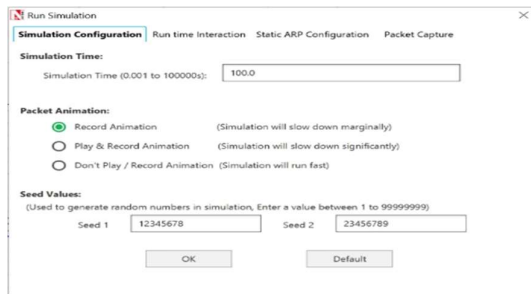 Run Simulation
Simulation Configuration Run time Interaction Static ARP Configuration Packet Capture
Simulation Time:
Simulation Time (0.001 to 100000s): 100.0
Packet Animation:
Record Animation (Simulation will slow down marginally)
Play & Record Animation (Simulation will slow down significantly)
Don't Play / Record Animation (Simulation will run fast)
Seed Values:
(Used to generate random numbers in simulation, Enter a value between 1 to 99999999)
Seed 1 12345678 Seed 2 23456789
OK Default